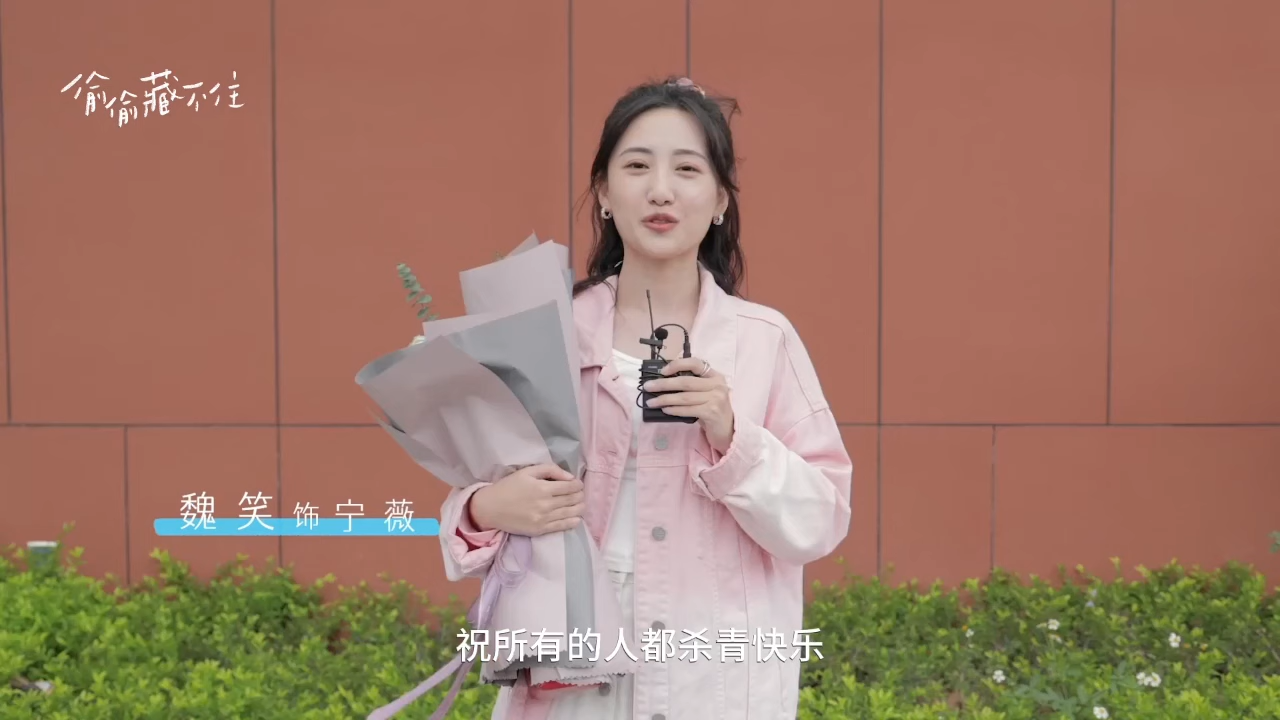 偷偷藏不住
魏笑 饰 宁薇
祝所有的人都杀青快乐